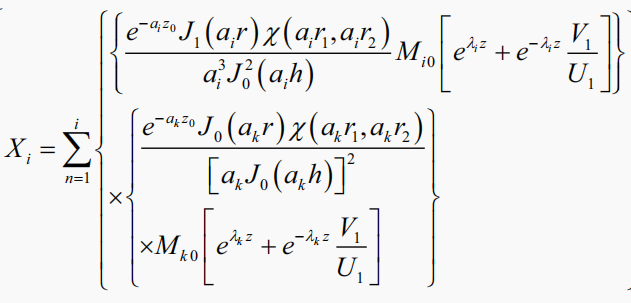 X_i = \sum_{n=1}^{i} \left\{ \begin{array}{l} \left\{ \dfrac{e^{-a_i z_0} J_1(a_i r) \chi(a_i r_1, a_i r_2)}{a_i^3 J_0^2(a_i h)} M_{i0} \left[ e^{\lambda_i z} + e^{-\lambda_i z} \dfrac{V_1}{U_1} \right] \right\} \\ \times \left\{ \begin{array}{l} \dfrac{e^{-a_k z_0} J_0(a_k r) \chi(a_k r_1, a_k r_2)}{\left[ a_k J_0(a_k h) \right]^2} \\ \times M_{k0} \left[ e^{\lambda_k z} + e^{-\lambda_k z} \dfrac{V_1}{U_1} \right] \end{array} \right\} \end{array} \right\}